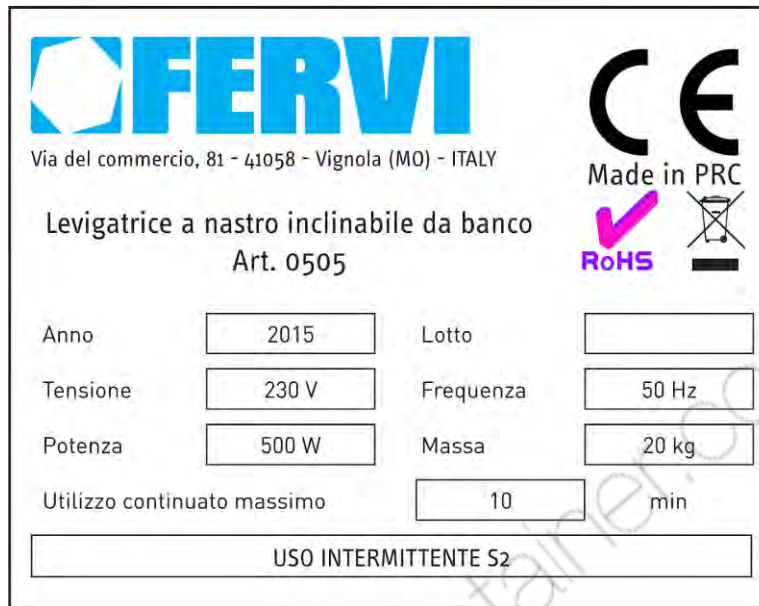 FERVI
CE
Via del commercio, 81 - 41058 - Vignola (MO) - ITALY
Made in PRC
Levigatrice a nastro inclinabile da banco
Art. 0505
RoHS
Anno 2015 Lotto
Tensione 230 V Frequenza 50 Hz
Potenza 500 W Massa 20 kg
Utilizzo continuato massimo 10 min
USO INTERMITTENTE S2